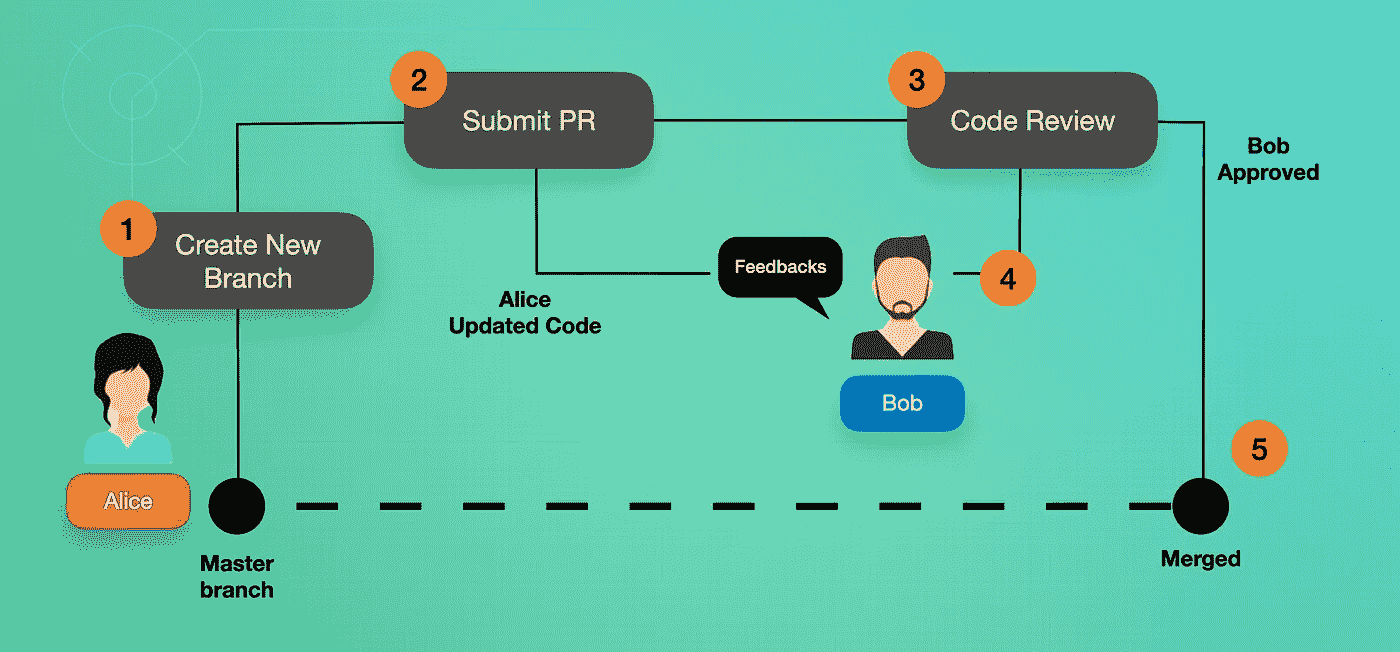 2
Submit PR
3
Code Review
Bob
Approved
1
Create New
Branch
Feedbacks
4
Alice
Updated Code
Bob
5
Alice
Master
branch
Merged